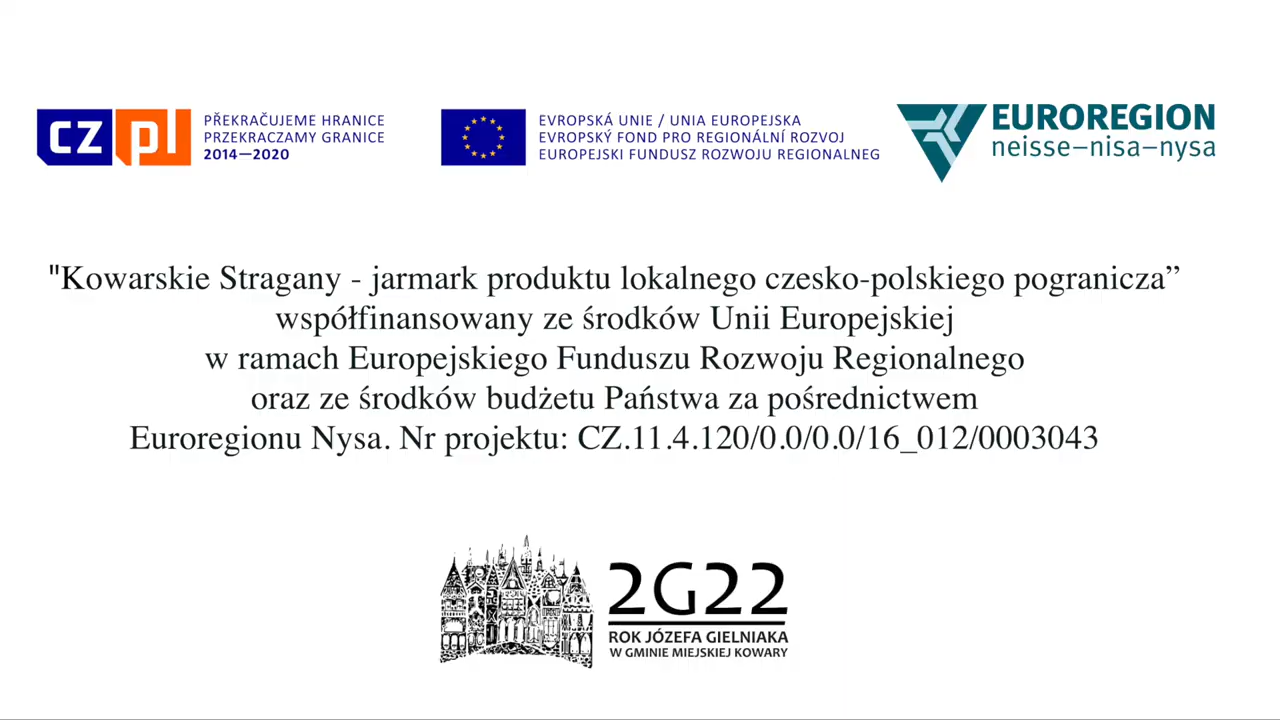 cz pl
PŘEKRAČUJEME HRANICE
PRZEKRACZAMY GRANICE
2014—2020
EVROPSKÁ UNIE / UNIA EUROPEJSKA
EVROPSKÝ FOND PRO REGIONÁLNÍ ROZVOJ
EUROPEJSKI FUNDUSZ ROZWOJU REGIONALNEG
EUROREGION
neisse–nisa–nysa
"Kowarskie Stragany - jarmark produktu lokalnego czesko-polskiego pogranicza”
współfinansowany ze środków Unii Europejskiej
w ramach Europejskiego Funduszu Rozwoju Regionalnego
oraz ze środków budżetu Państwa za pośrednictwem
Euroregionu Nysa. Nr projektu: CZ.11.4.120/0.0/0.0/16_012/0003043
2G22
ROK JÓZEFA GIELNIAKA
W GMINIE MIEJSKIEJ KOWARY